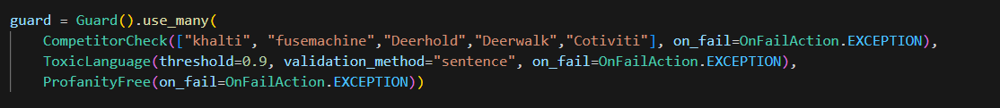 guard = Guard().use_many(
    CompetitorCheck(["khalti", "fusemachine","Deerhold","Deerwalk","Cotiviti"], on_fail=OnFailAction.EXCEPTION),
    ToxicLanguage(threshold=0.9, validation_method="sentence", on_fail=OnFailAction.EXCEPTION),
    ProfanityFree(on_fail=OnFailAction.EXCEPTION))